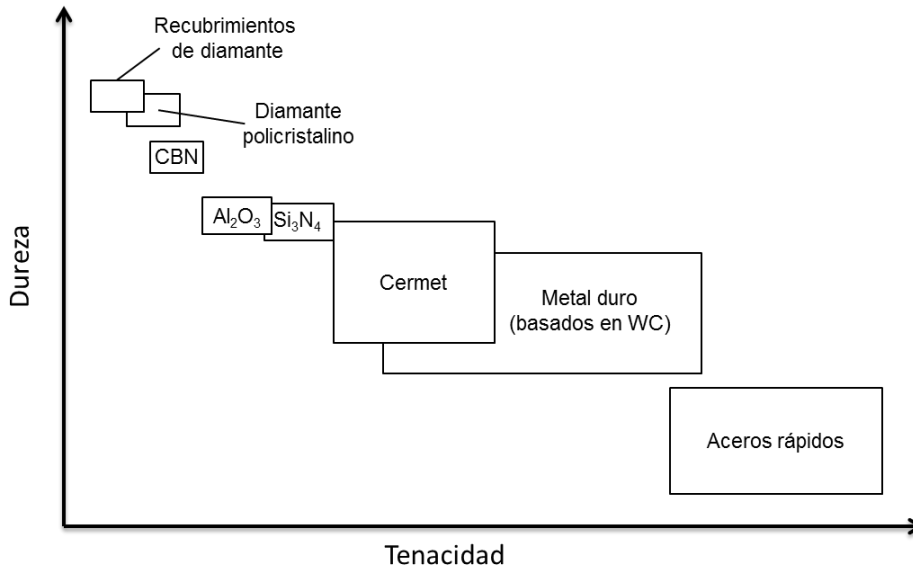 Recubrimientos
de diamante
Diamante
policristalino
CBN
Al₂O₃
Si₃N₄
Cermet
Metal duro
(basados en WC)
Aceros rápidos
Dureza
Tenacidad